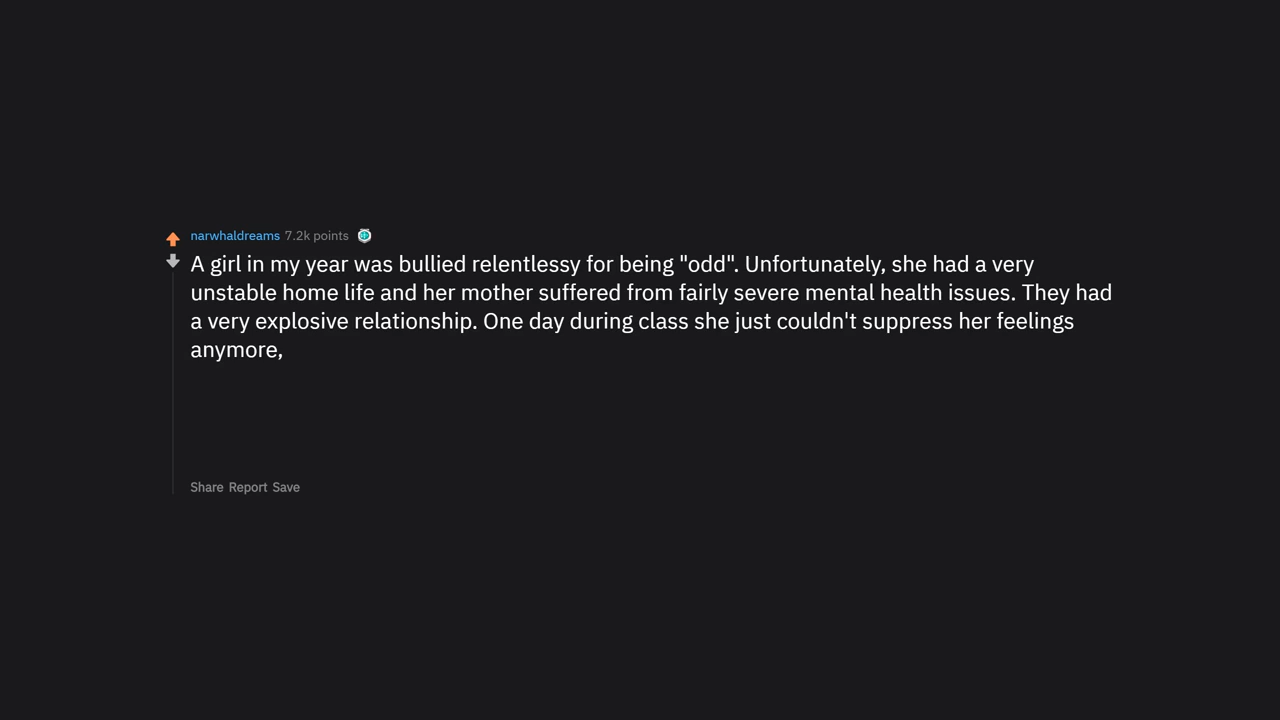 narwhaldreams 7.2k points
A girl in my year was bullied relentlessy for being "odd". Unfortunately, she had a very
unstable home life and her mother suffered from fairly severe mental health issues. They had
a very explosive relationship. One day during class she just couldn't suppress her feelings
anymore,
Share Report Save